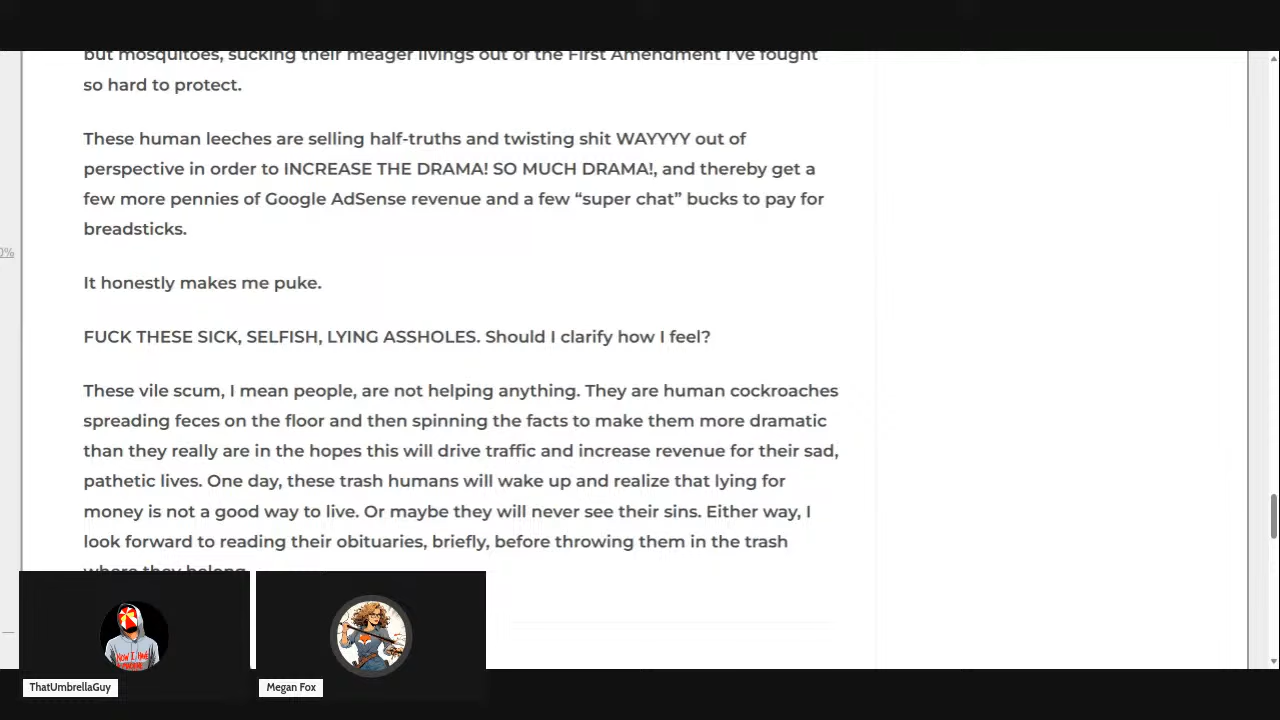 but mosquitoes, sucking their meager livings out of the First Amendment I've fought
so hard to protect.
These human leeches are selling half-truths and twisting shit WAYYYY out of
perspective in order to INCREASE THE DRAMA! SO MUCH DRAMA!, and thereby get a
few more pennies of Google AdSense revenue and a few “super chat” bucks to pay for
breadsticks.
0%
It honestly makes me puke.
FUCK THESE SICK, SELFISH, LYING ASSHOLES. Should I clarify how I feel?
These vile scum, I mean people, are not helping anything. They are human cockroaches
spreading feces on the floor and then spinning the facts to make them more dramatic
than they really are in the hopes this will drive traffic and increase revenue for their sad,
pathetic lives. One day, these trash humans will wake up and realize that lying for
money is not a good way to live. Or maybe they will never see their sins. Either way, I
look forward to reading their obituaries, briefly, before throwing them in the trash
where they belong
NOW I HAVE
ThatUmbrellaGuy
Megan Fox